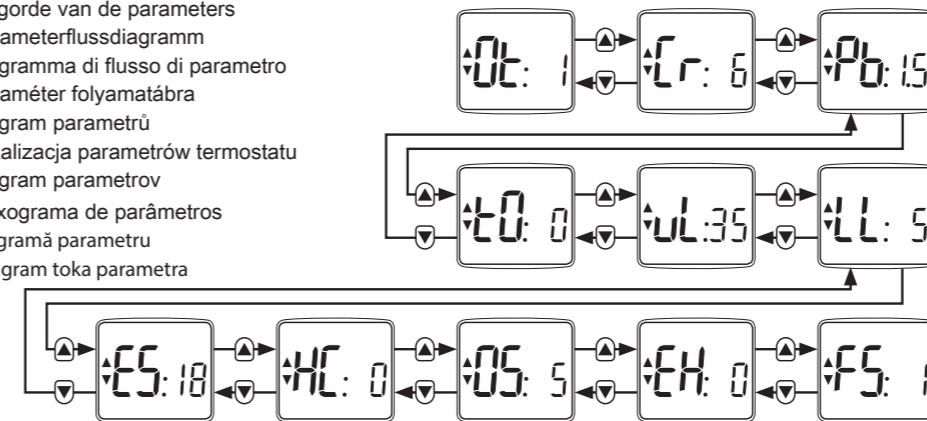 gorde van de parameters
ameterflussdiagramm
gramma di flusso di parametro
améter folyamatábra
gram parametrů
alizacja parametrów termostatu
gram parametrov
xograma de parâmetros
gramă parametru
gram toka parametra
Ot: 1
Cr: 6
Pb: 1.5
tO: 0
uL:35
LL: 5
ES: 18
HC: 0
OS: 5
EH: 0
FS: 1